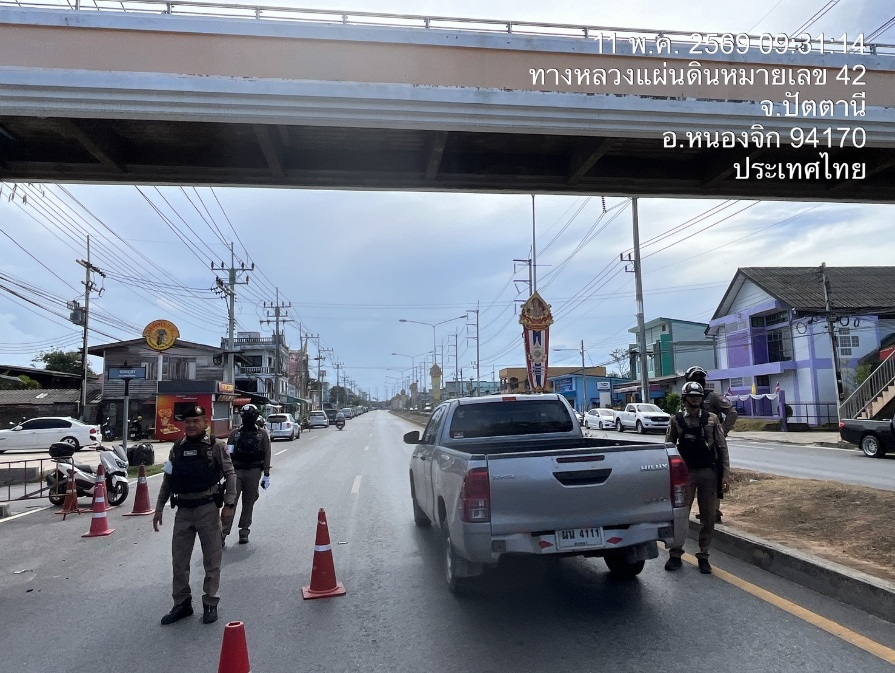 11 พ.ค. 2569 09:31:14
ทางหลวงแผ่นดินหมายเลข 42
จ.ปัตตานี
อ.หนองจิก 94170
ประเทศไทย
HILUX
4111